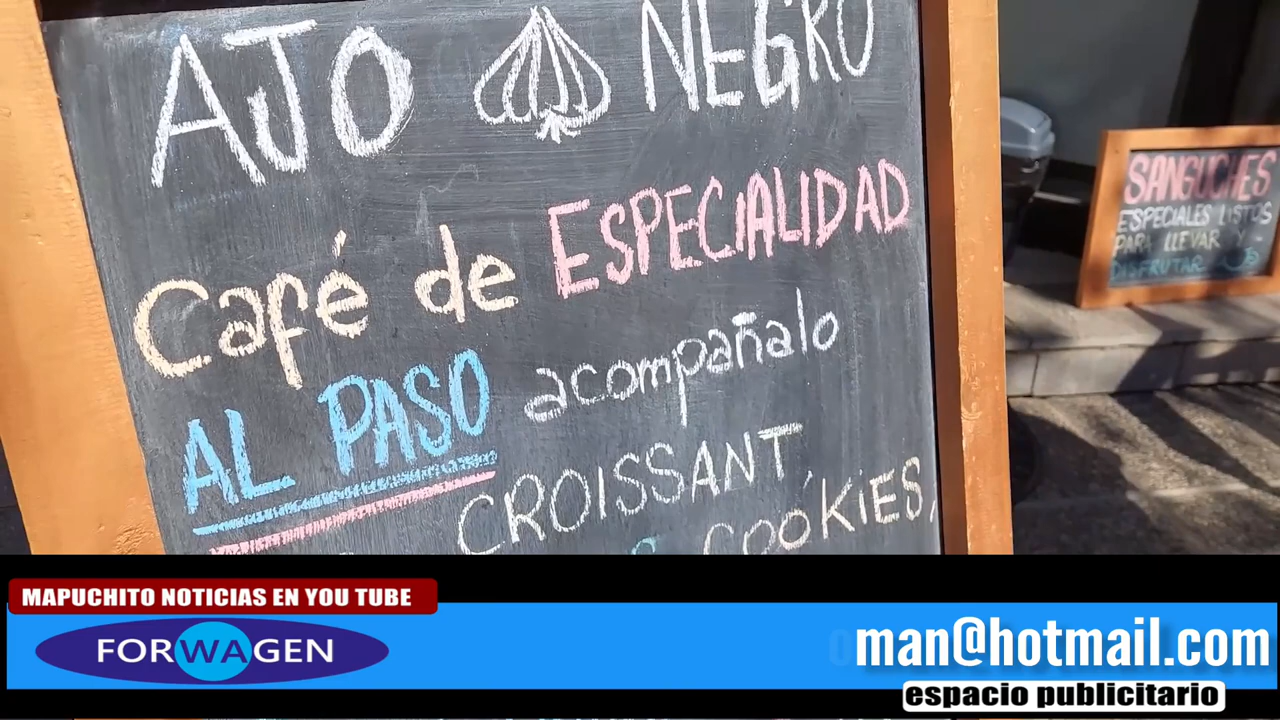 AJO NEGRO
Café de ESPECIALIDAD
AL PASO acompañalo
CROISSANT,
COOKIES,
SANGUCHES
ESPECIALES LISTOS
PARA LLEVAR Y
DISFRUTAR
MAPUCHITO NOTICIAS EN YOU TUBE
FORWAGEN
man@hotmail.com
espacio publicitario